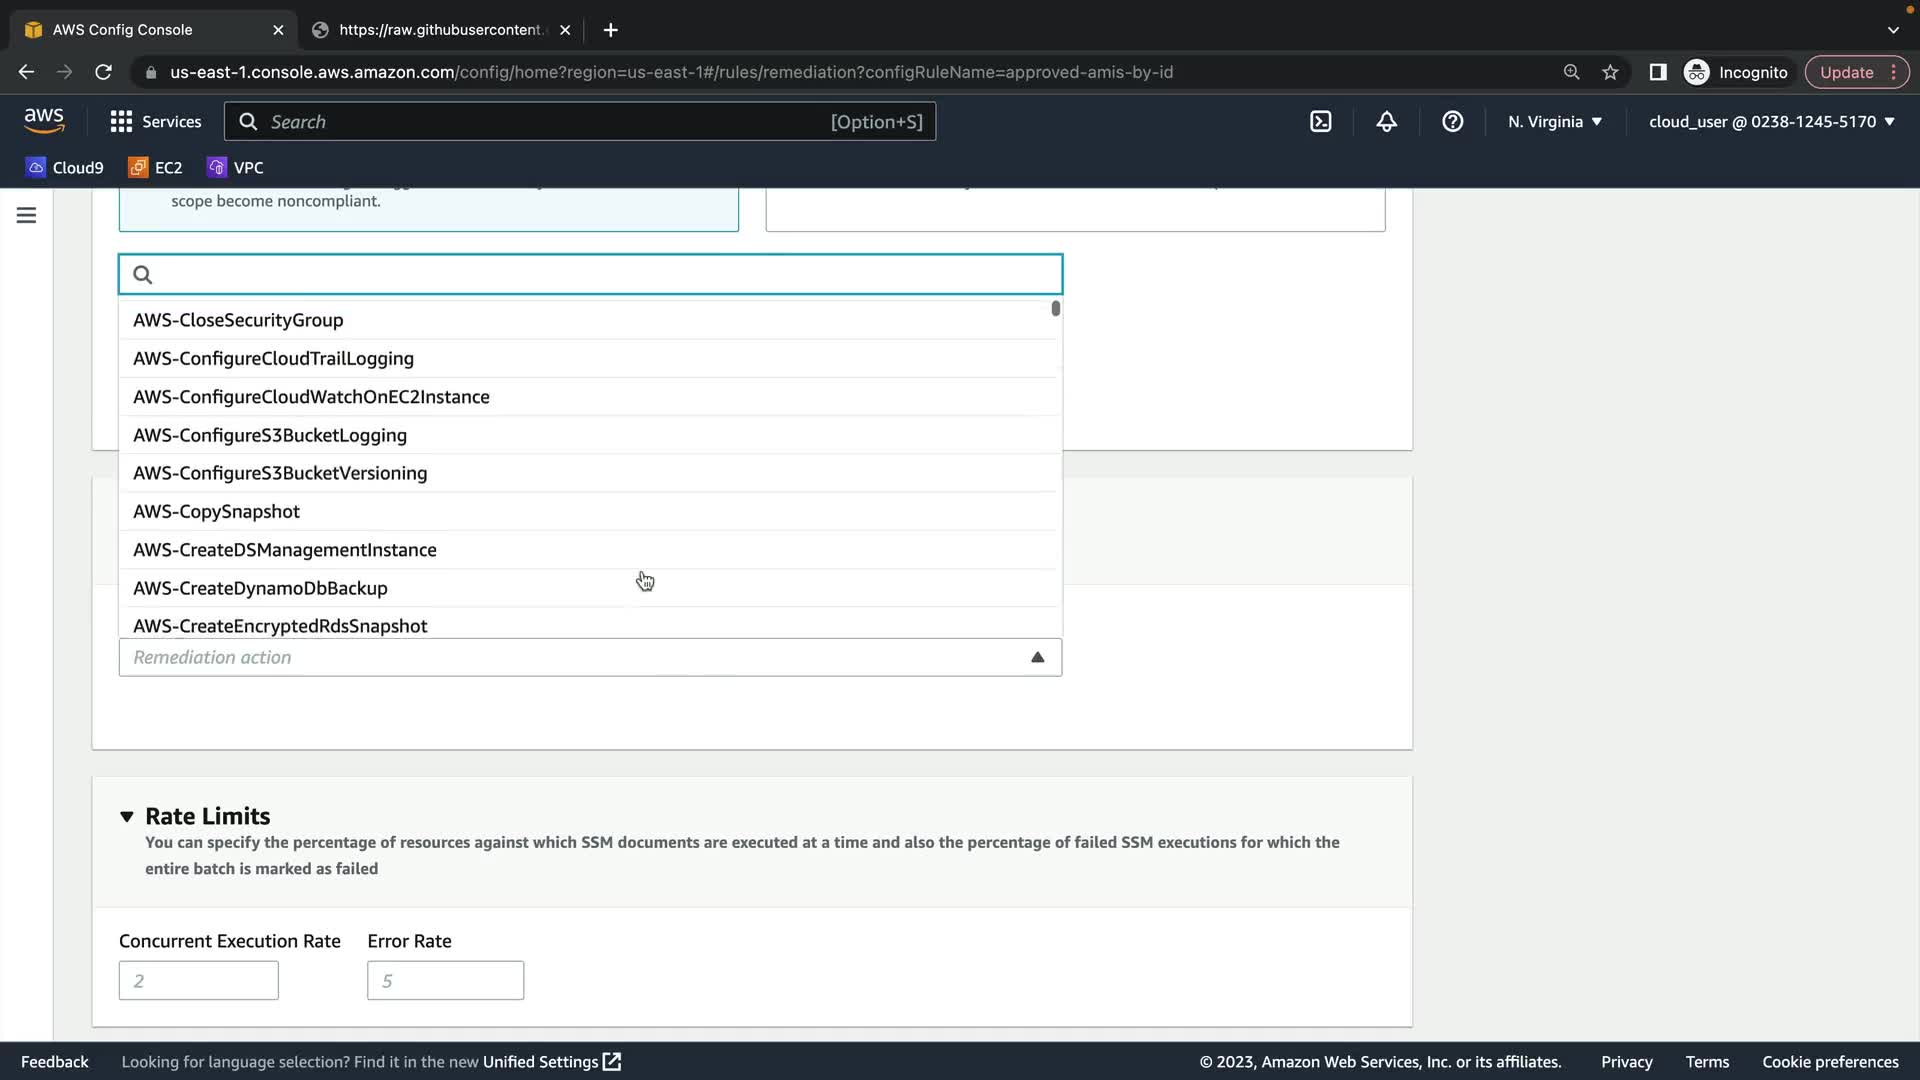 AWS Config Console
https://raw.githubusercontent.
us-east-1.console.aws.amazon.com/config/home?region=us-east-1#/rules/remediation?configRuleName=approved-amis-by-id
Incognito
Update
aws
Services
Search
[Option+S]
N. Virginia
cloud_user @ 0238-1245-5170
Cloud9
EC2
VPC
scope become noncompliant.
AWS-CloseSecurityGroup
AWS-ConfigureCloudTrailLogging
AWS-ConfigureCloudWatchOnEC2Instance
AWS-ConfigureS3BucketLogging
AWS-ConfigureS3BucketVersioning
AWS-CopySnapshot
AWS-CreateDSManagementInstance
AWS-CreateDynamoDbBackup
AWS-CreateEncryptedRdsSnapshot
Remediation action
Rate Limits
You can specify the percentage of resources against which SSM documents are executed at a time and also the percentage of failed SSM executions for which the
entire batch is marked as failed
Concurrent Execution Rate
Error Rate
2
5
Feedback
Looking for language selection? Find it in the new Unified Settings
© 2023, Amazon Web Services, Inc. or its affiliates.
Privacy
Terms
Cookie preferences